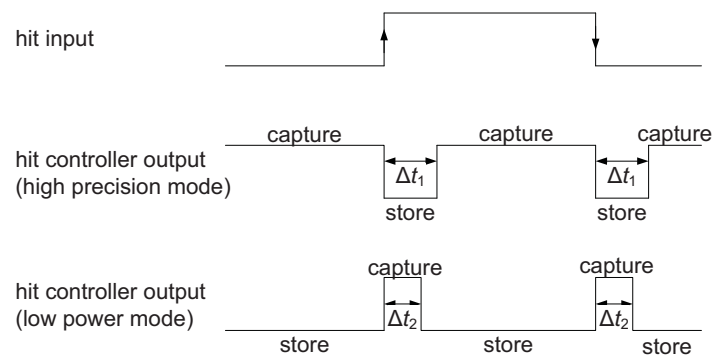 hit input
capture capture capture
hit controller output
(high precision mode)
Δt₁ Δt₁
store store
capture capture
hit controller output
(low power mode)
Δt₂ Δt₂
store store store